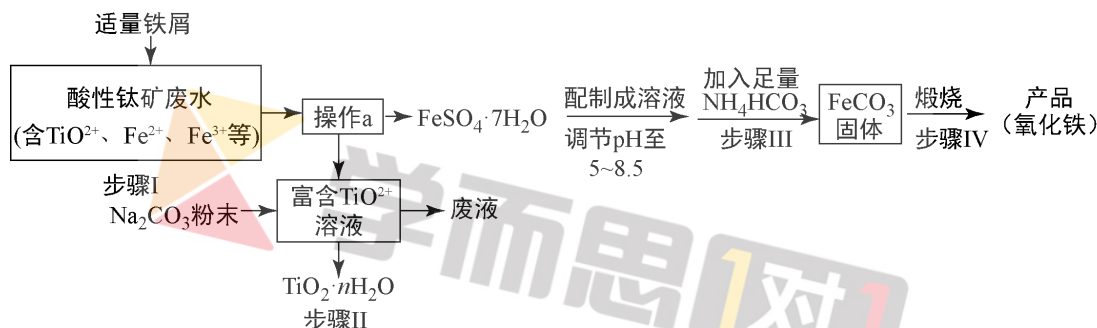 适量铁屑
酸性钛矿废水
(含TiO²⁺、Fe²⁺、Fe³⁺等)
步骤I
操作a
FeSO₄·7H₂O
配制成溶液
调节pH至
5~8.5
加入足量
NH₄HCO₃
步骤III
FeCO₃
固体
煅烧
步骤IV
产品
（氧化铁）
Na₂CO₃粉末
富含TiO²⁺
溶液
废液
TiO₂·nH₂O
步骤II
学而思1对1